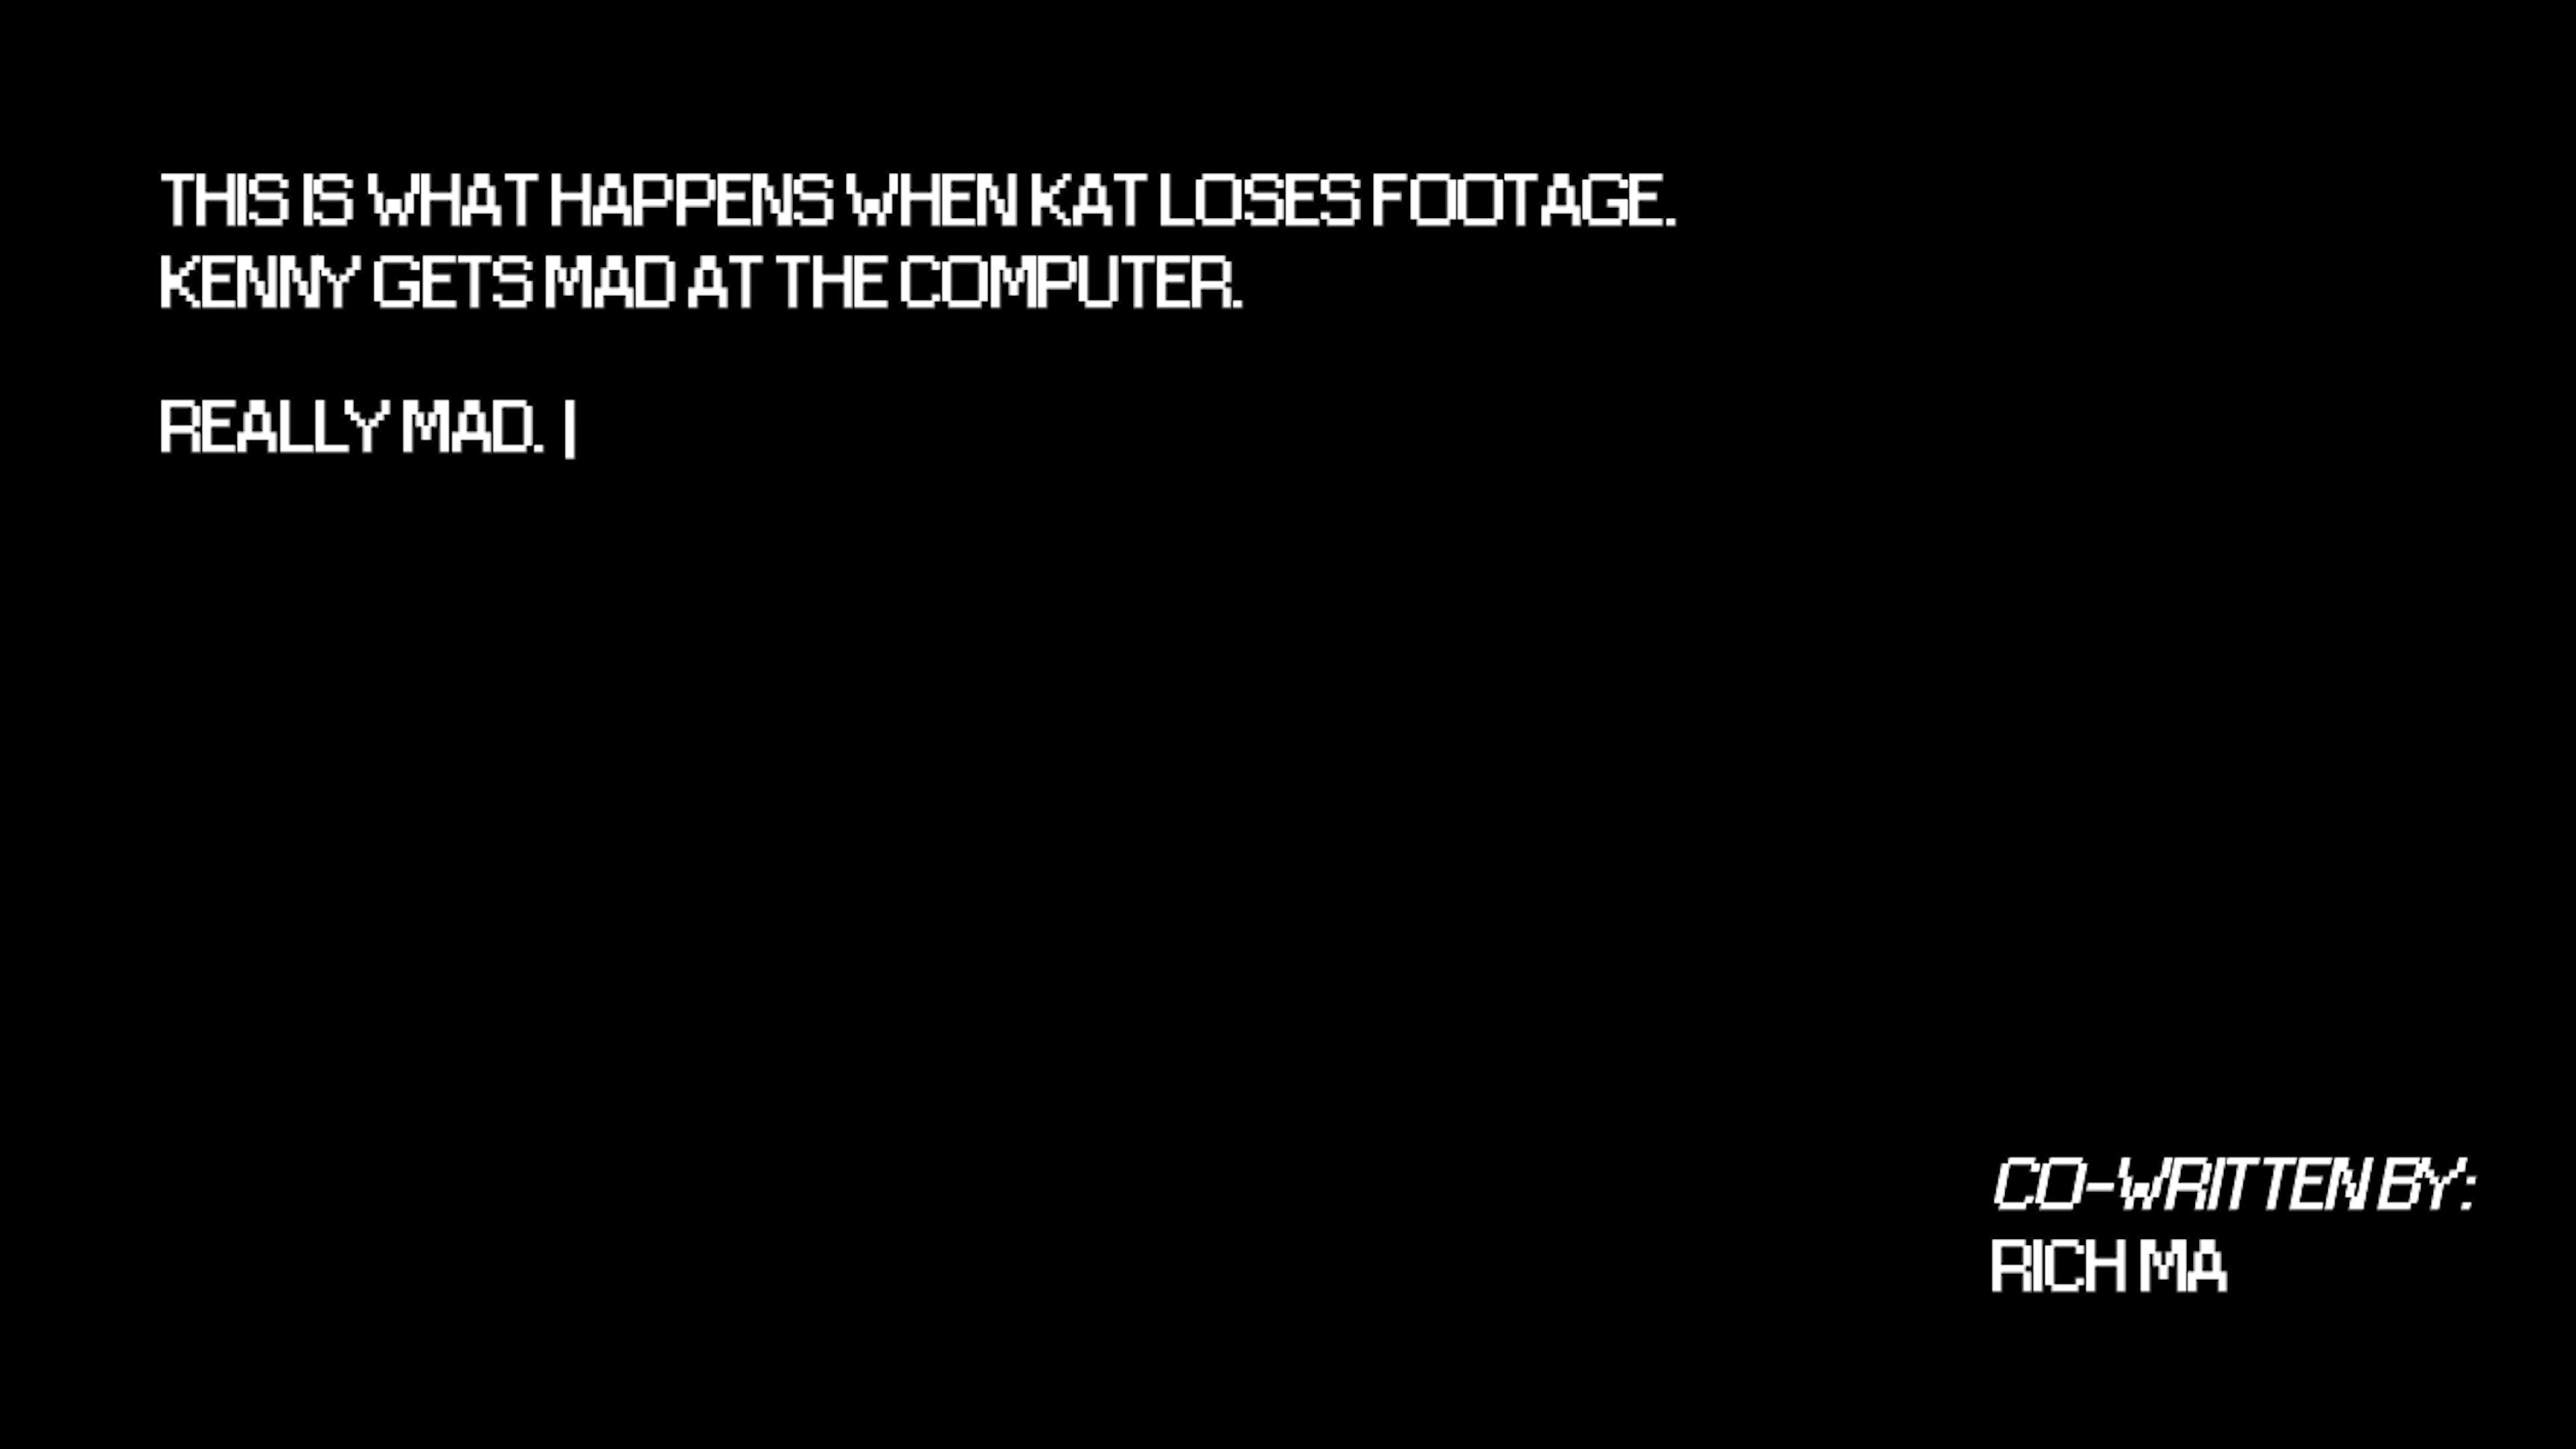 THIS IS WHAT HAPPENS WHEN KAT LOSES FOOTAGE.
KENNY GETS MAD AT THE COMPUTER.
REALLY MAD. |
CO-WRITTEN BY:
RICH MA